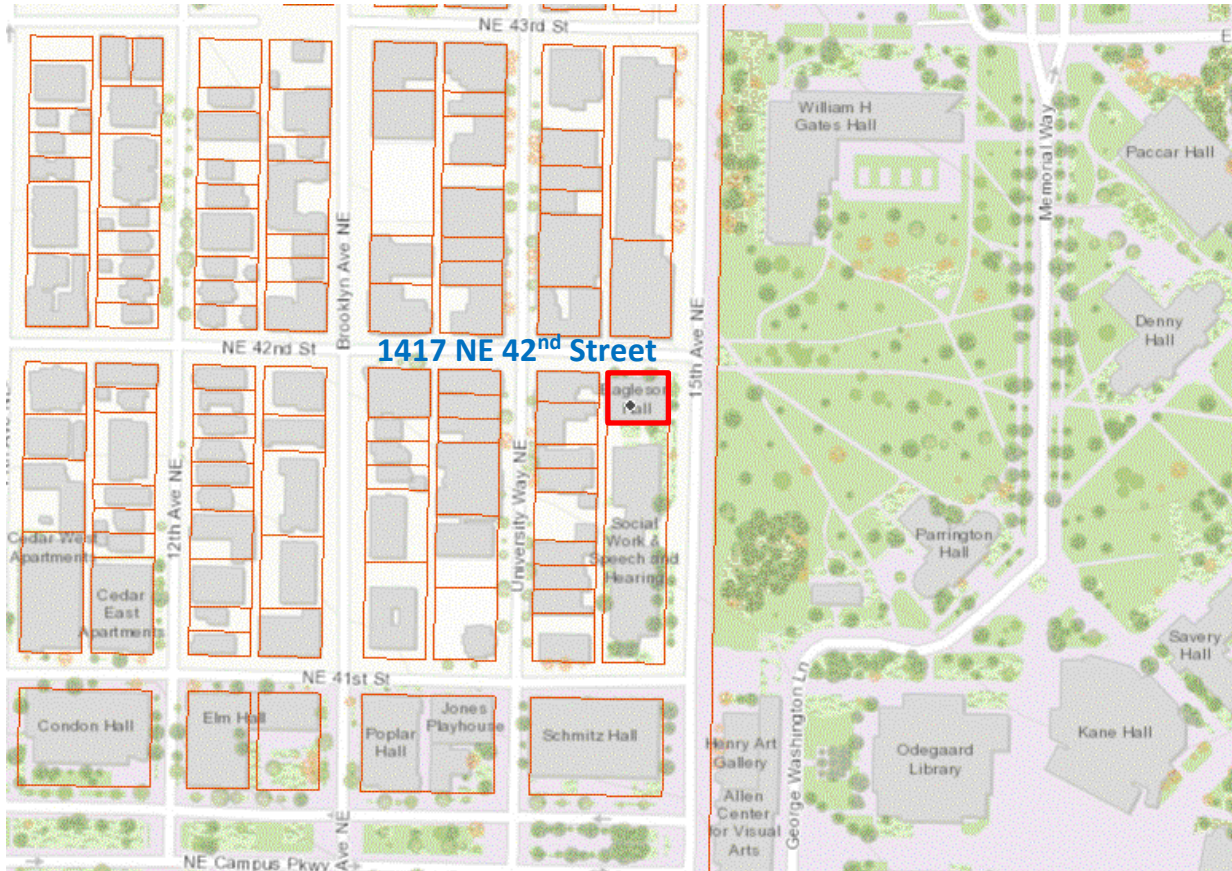 NE 43rd St
William H
Gates Hall
Memorial Way
Paccar Hall
Brooklyn Ave NE
15th Ave NE
Denny
Hall
NE 42nd St
1417 NE 42nd Street
Eagleson
Hall
12th Ave NE
University Way NE
Social
Work &
Speech and
Hearing
Parrington
Hall
Cedar West
Apartments
Cedar
East
Apartments
Savery
Hall
NE 41st St
George Washington Ln
Condon Hall
Elm Hall
Poplar
Hall
Jones
Playhouse
Schmitz Hall
Henry Art
Gallery
Allen
Center
for Visual
Arts
Odegaard
Library
Kane Hall
Ave NE
NE Campus Pkwy